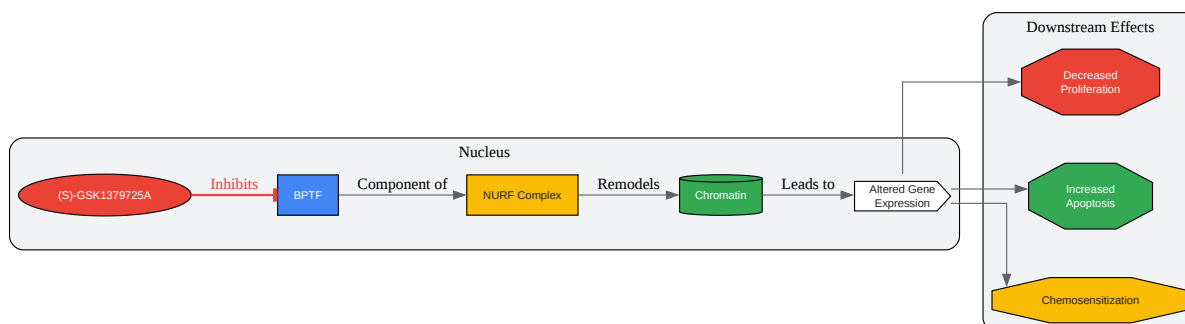 Downstream Effects
Decreased
Proliferation
Nucleus
(S)-GSK1379725A
Inhibits
BPTF
Component of
NURF Complex
Remodels
Chromatin
Leads to
Altered Gene
Expression
Increased
Apoptosis
Chemosensitization